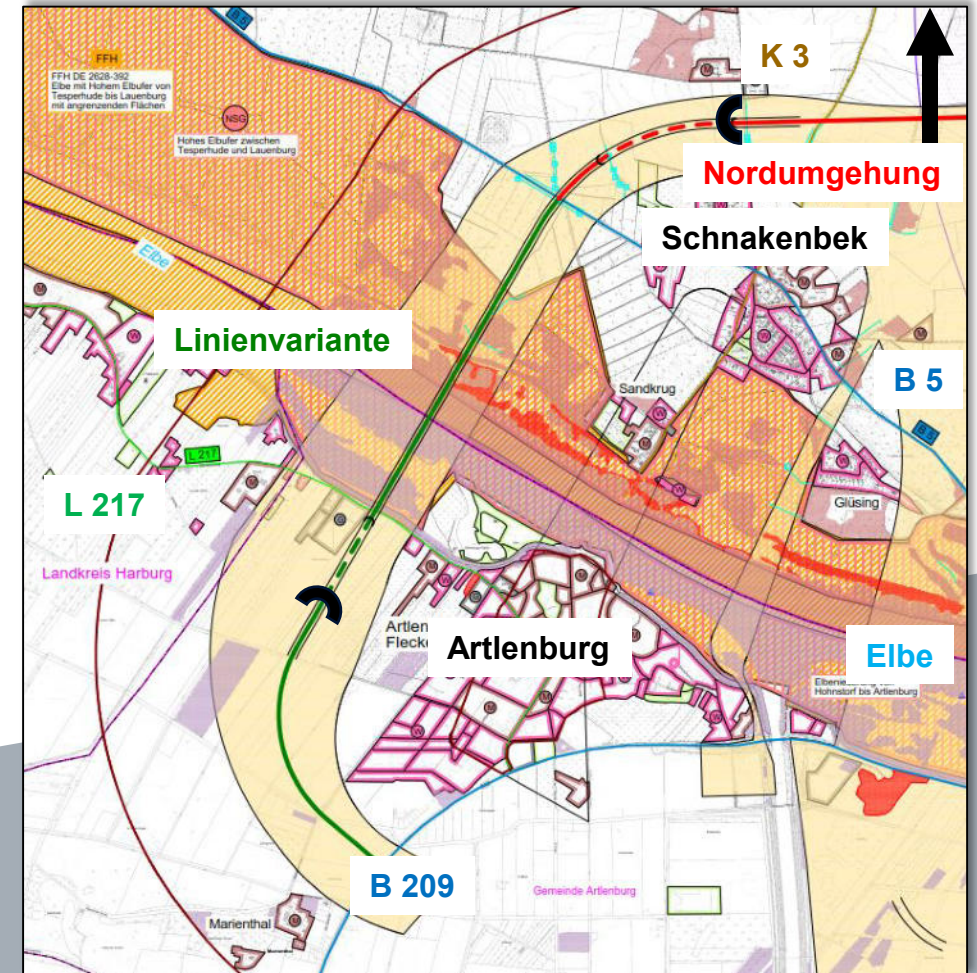 B 5
FFH
FFH DE 2628-392
Elbe mit Hohem Elbufer von
Tesperhude bis Lauenburg
mit angrenzenden Flächen
NSG
Hohes Elbufer zwischen
Tesperhude und Lauenburg
K 3
M
Nordumgehung
Schnakenbek
Elbe
Linienvariante
M
W
W
M
M
Sandkrug
W
M
W
B 5
B 5
L 217
L 217
M
G
W
Glüsing
Landkreis Harburg
M
W
G
M
Artlen
Flecke
Artlenburg
Elbe
Hohnstorf bis Artlenburg
M
M
W
W
B 209
Gemeinde Artlenburg
Marienthal
M